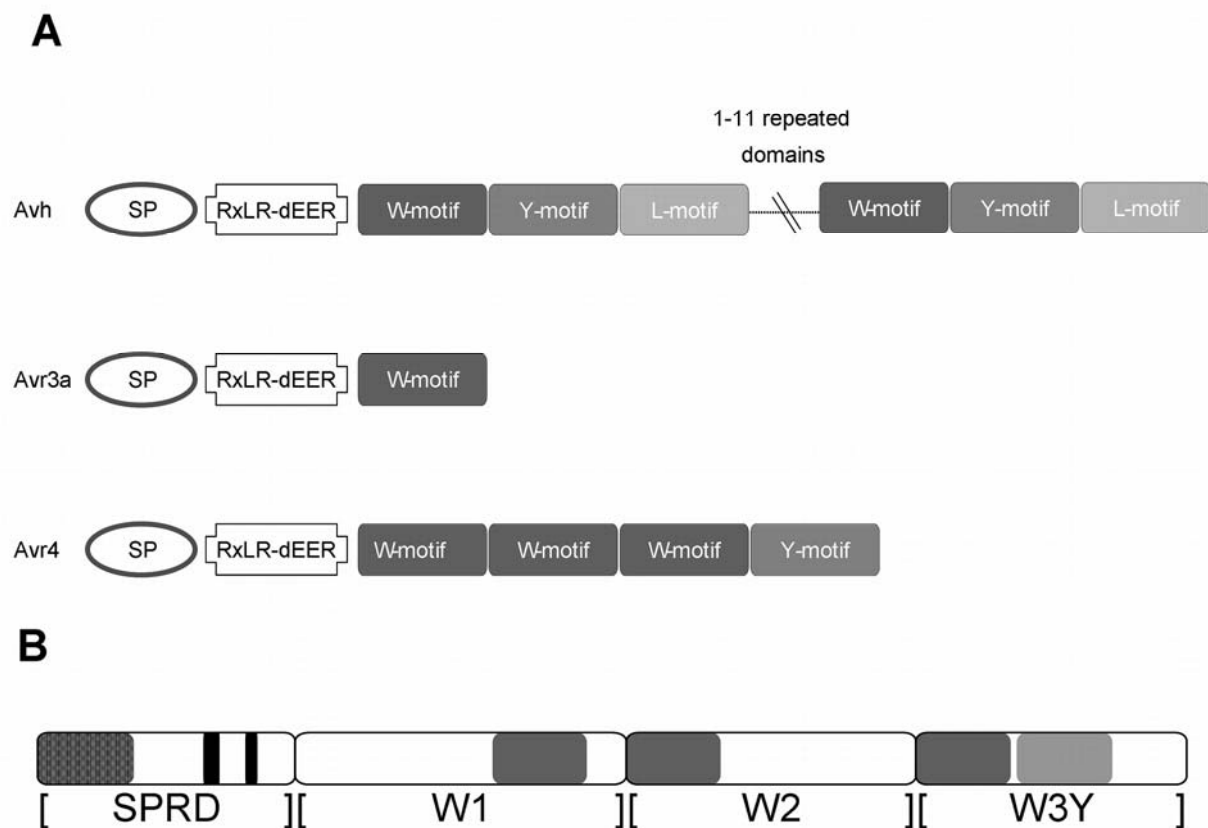 A
1-11 repeated
domains
Avh SP RxLR-dEER W-motif Y-motif L-motif W-motif Y-motif L-motif
Avr3a SP RxLR-dEER W-motif
Avr4 SP RxLR-dEER W-motif W-motif W-motif Y-motif
B
[ SPRD ][ W1 ][ W2 ][ W3Y ]